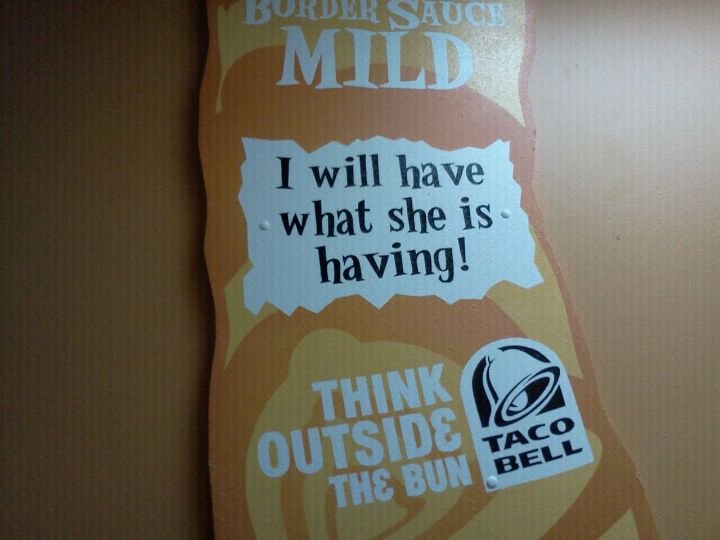 BORDER SAUCE
MILD
I will have
what she is
having!
THINK
OUTSIDE
THE BUN
TACO
BELL